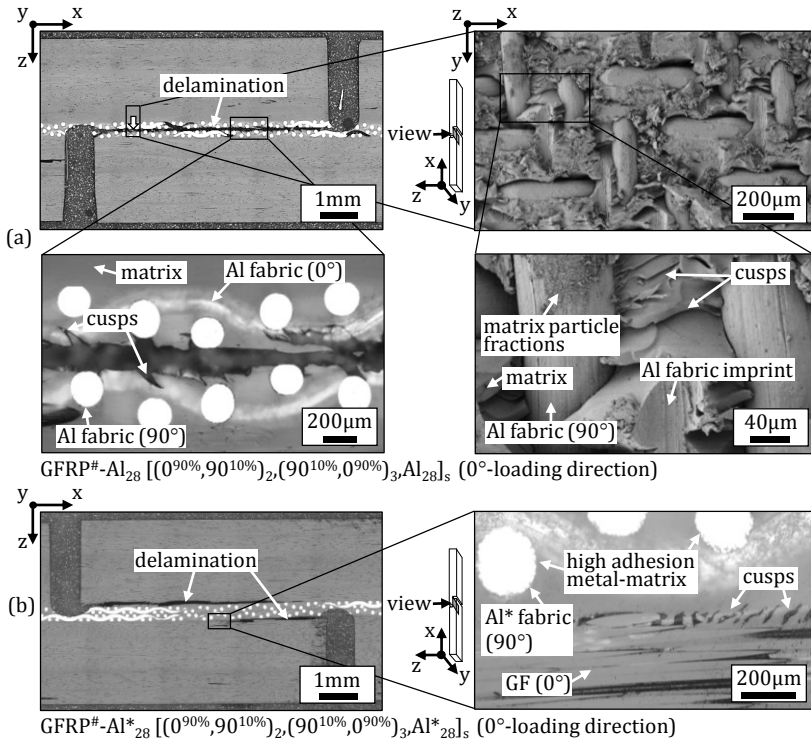 y
x
z
delamination
1mm
view
x
z
y
z
y
200μm
(a)
matrix
Al fabric (0°)
cusps
Al fabric (90°)
200μm
cusps
matrix particle
fractions
matrix
Al fabric imprint
Al fabric (90°)
40μm
GFRP#-Al28 [(090%,9010%)2,(9010%,090%)3,Al28]s (0°-loading direction)
y
x
z
delamination
(b)
1mm
view
x
z
y
high adhesion
metal-matrix
cusps
Al* fabric
(90°)
GF (0°)
200μm
GFRP#-Al*28 [(090%,9010%)2,(9010%,090%)3,Al*28]s (0°-loading direction)